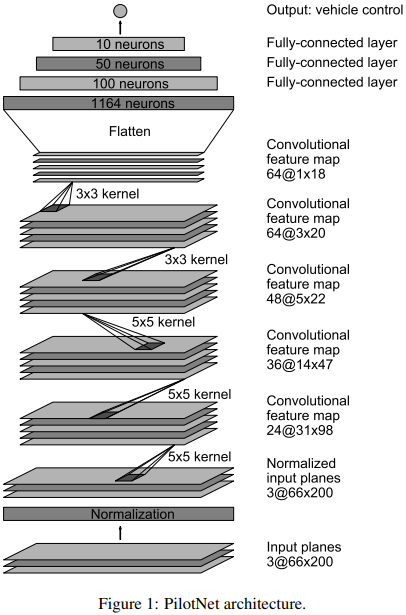 Output: vehicle control
10 neurons
Fully-connected layer
50 neurons
Fully-connected layer
100 neurons
Fully-connected layer
1164 neurons
Flatten
Convolutional
feature map
64@1x18
3x3 kernel
Convolutional
feature map
64@3x20
3x3 kernel
Convolutional
feature map
48@5x22
5x5 kernel
Convolutional
feature map
36@14x47
5x5 kernel
Convolutional
feature map
24@31x98
5x5 kernel
Normalized
input planes
3@66x200
Normalization
Input planes
3@66x200
Figure 1: PilotNet architecture.